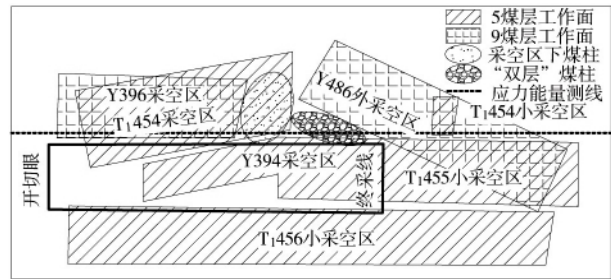 5煤层工作面
9煤层工作面
采空区下煤柱
“双层”煤柱
应力能量测线
Y396采空区
T₁454采空区
Y486外采空区
T₁454小采空区
开切眼
Y394采空区
终采线
T₁455小采空区
T₁456小采空区